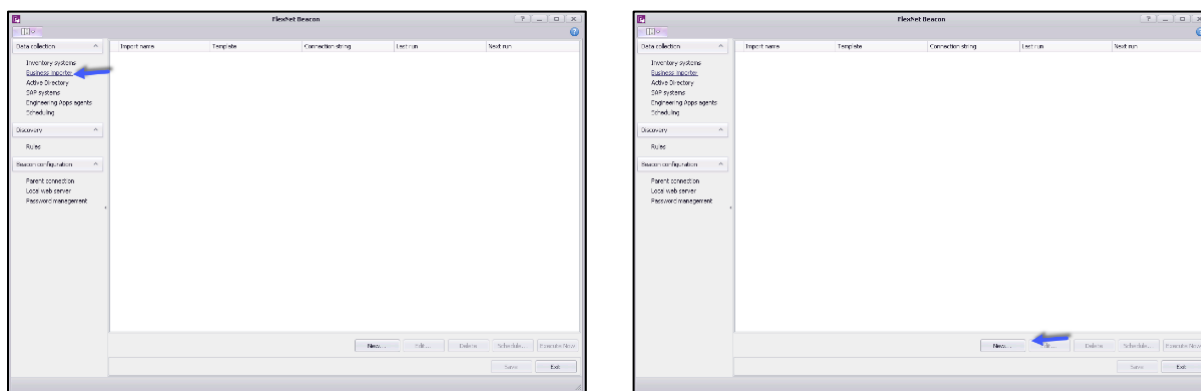 FlexNet Beacon
Data collection
Import name Template Connection string Last run Next run
Inventory systems
Business Importer
Active Directory
SAP systems
Engineering Apps agents
Scheduling
Discovery
Rules
Beacon configuration
Parent connection
Local web server
Password management
New... Edit... Delete Schedule... Execute Now
Save Exit
FlexNet Beacon
Data collection
Import name Template Connection string Last run Next run
Inventory systems
Business Importer
Active Directory
SAP systems
Engineering Apps agents
Scheduling
Discovery
Rules
Beacon configuration
Parent connection
Local web server
Password management
New... Delete Schedule... Execute Now
Save Exit